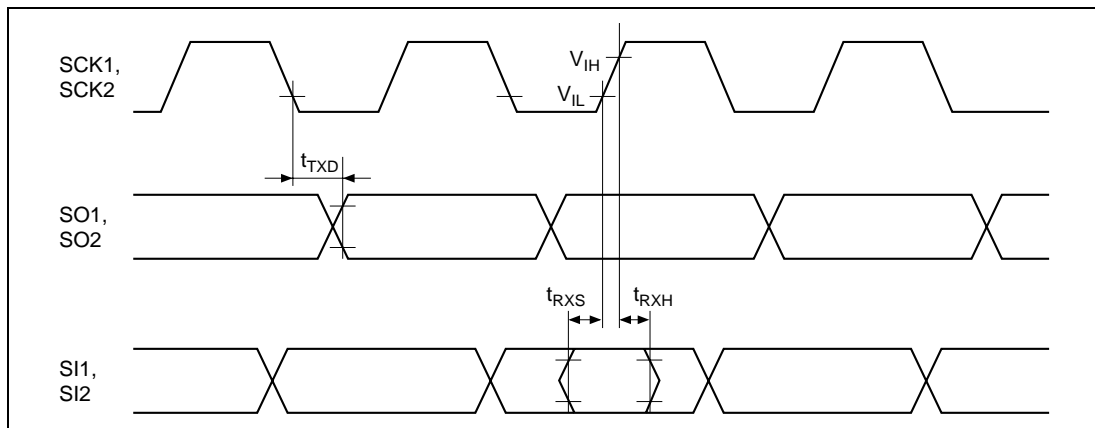 SCK1,
SCK2
V_IH
V_IL
t_TXD
SO1,
SO2
t_RXS
t_RXH
SI1,
SI2